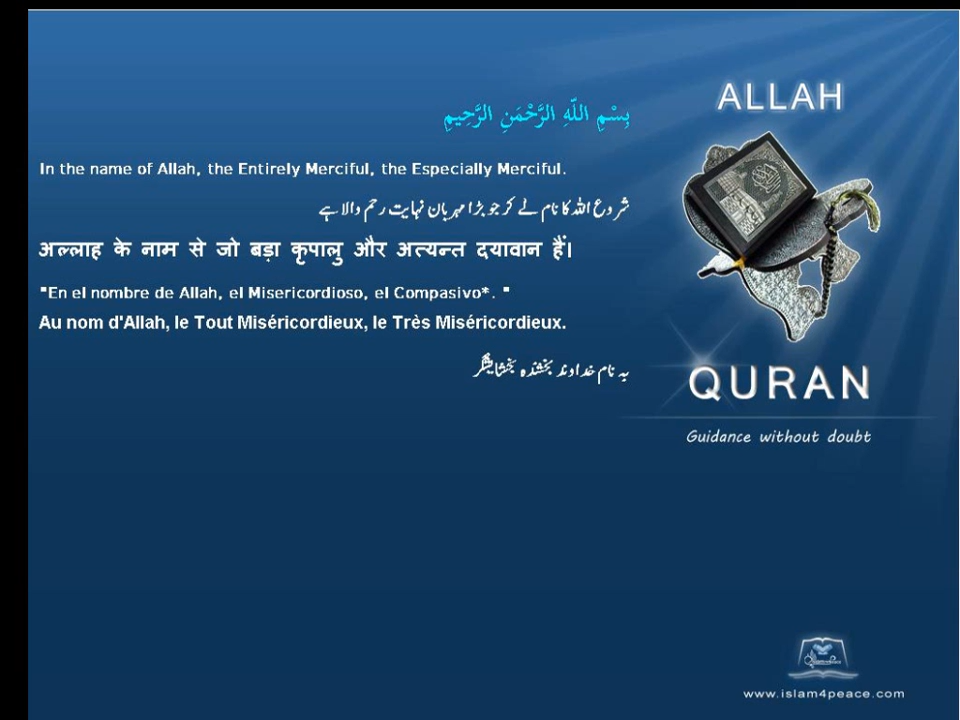 بِسْمِ اللَّهِ الرَّحْمَنِ الرَّحِيمِ
In the name of Allah, the Entirely Merciful, the Especially Merciful.
شروع اللہ کا نام لے کر جو بڑا مہربان نہایت رحم والا ہے
अल्लाह के नाम से जो बड़ा कृपालु और अत्यन्त दयावान हैं।
"En el nombre de Allah, el Misericordioso, el Compasivo*. "
Au nom d'Allah, le Tout Miséricordieux, le Très Miséricordieux.
به نام خداوند بخشنده بخشایشگر
ALLAH
QURAN
Guidance without doubt
www.islam4peace.com